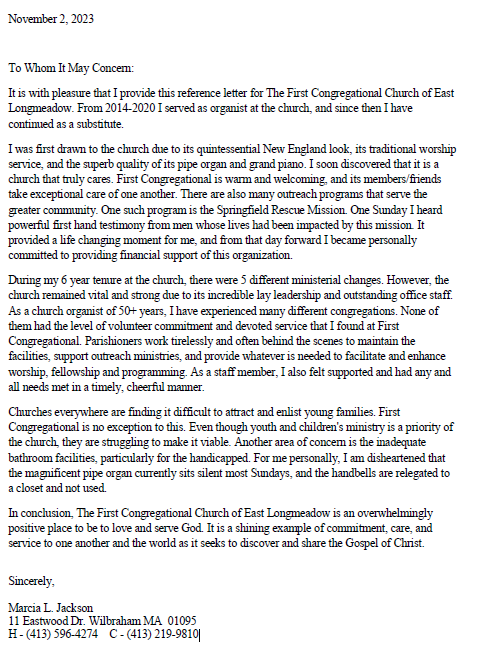 November 2, 2023
To Whom It May Concern:
It is with pleasure that I provide this reference letter for The First Congregational Church of East
Longmeadow. From 2014-2020 I served as organist at the church, and since then I have
continued as a substitute.
I was first drawn to the church due to its quintessential New England look, its traditional worship
service, and the superb quality of its pipe organ and grand piano. I soon discovered that it is a
church that truly cares. First Congregational is warm and welcoming, and its members/friends
take exceptional care of one another. There are also many outreach programs that serve the
greater community. One such program is the Springfield Rescue Mission. One Sunday I heard
powerful first hand testimony from men whose lives had been impacted by this mission. It
provided a life changing moment for me, and from that day forward I became personally
committed to providing financial support of this organization.
During my 6 year tenure at the church, there were 5 different ministerial changes. However, the
church remained vital and strong due to its incredible lay leadership and outstanding office staff.
As a church organist of 50+ years, I have experienced many different congregations. None of
them had the level of volunteer commitment and devoted service that I found at First
Congregational. Parishioners work tirelessly and often behind the scenes to maintain the
facilities, support outreach ministries, and provide whatever is needed to facilitate and enhance
worship, fellowship and programming. As a staff member, I also felt supported and had any and
all needs met in a timely, cheerful manner.
Churches everywhere are finding it difficult to attract and enlist young families. First
Congregational is no exception to this. Even though youth and children's ministry is a priority of
the church, they are struggling to make it viable. Another area of concern is the inadequate
bathroom facilities, particularly for the handicapped. For me personally, I am disheartened that
the magnificent pipe organ currently sits silent most Sundays, and the handbells are relegated to
a closet and not used.
In conclusion, The First Congregational Church of East Longmeadow is an overwhelmingly
positive place to be to love and serve God. It is a shining example of commitment, care, and
service to one another and the world as it seeks to discover and share the Gospel of Christ.
Sincerely,
Marcia L. Jackson
11 Eastwood Dr. Wilbraham MA 01095
H - (413) 596-4274 C - (413) 219-9810